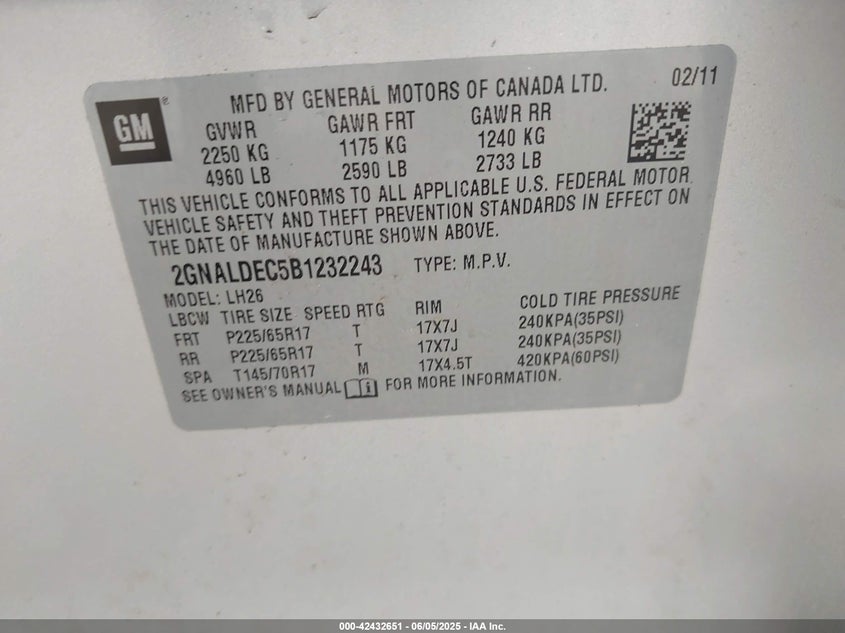 GM ®
MFD BY GENERAL MOTORS OF CANADA LTD. 02/11
GVWR GAWR FRT GAWR RR
2250 KG 1175 KG 1240 KG
4960 LB 2590 LB 2733 LB
THIS VEHICLE CONFORMS TO ALL APPLICABLE U.S. FEDERAL MOTOR
VEHICLE SAFETY AND THEFT PREVENTION STANDARDS IN EFFECT ON
THE DATE OF MANUFACTURE SHOWN ABOVE.
2GNALDEC5B1232243 TYPE: M.P.V.
MODEL: LH26
LBCW TIRE SIZE SPEED RTG RIM COLD TIRE PRESSURE
FRT P225/65R17 T 17X7J 240KPA(35PSI)
RR P225/65R17 T 17X7J 240KPA(35PSI)
SPA T145/70R17 M 17X4.5T 420KPA(60PSI)
SEE OWNER'S MANUAL i FOR MORE INFORMATION.
000-42432651 - 06/05/2025 - IAA Inc.